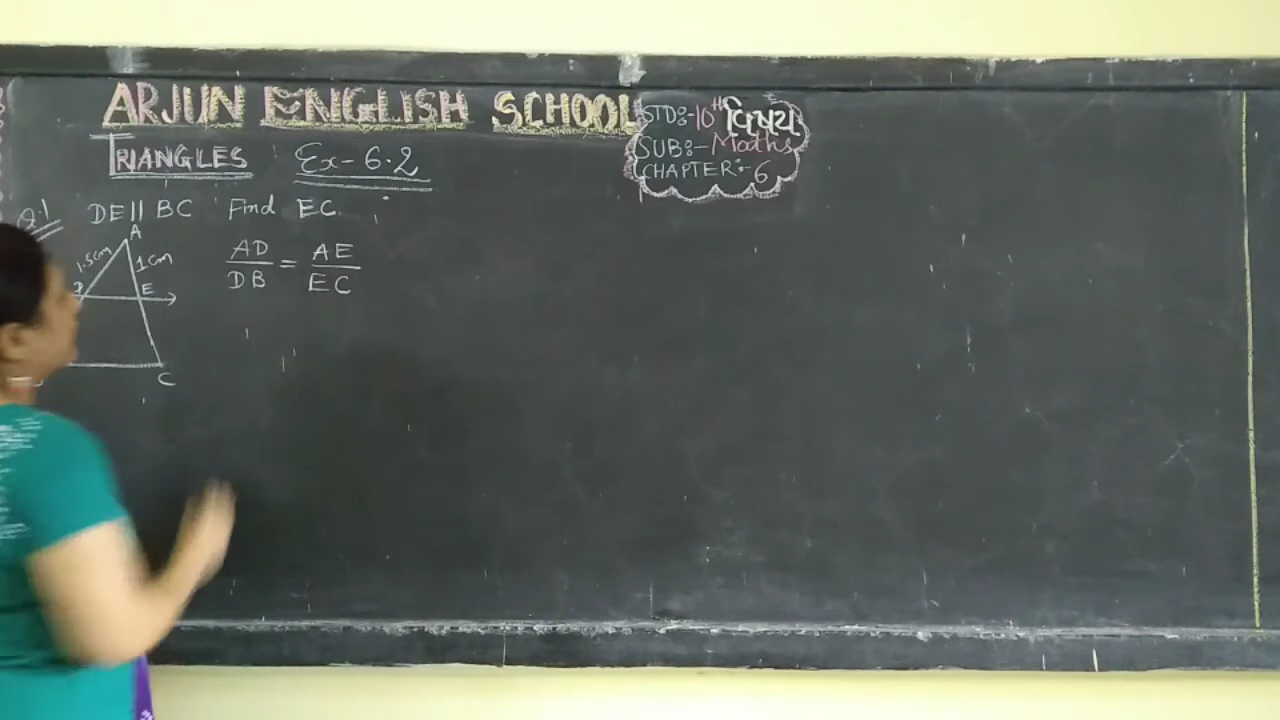 ARJUN ENGLISH SCHOOL
STD:- 10th વિષય
SUB:- Maths
CHAPTER:- 6
TRIANGLES Ex-6.2
Q.1 DE || BC Find EC
A
1.5cm 1cm
D E
C
AD/DB = AE/EC